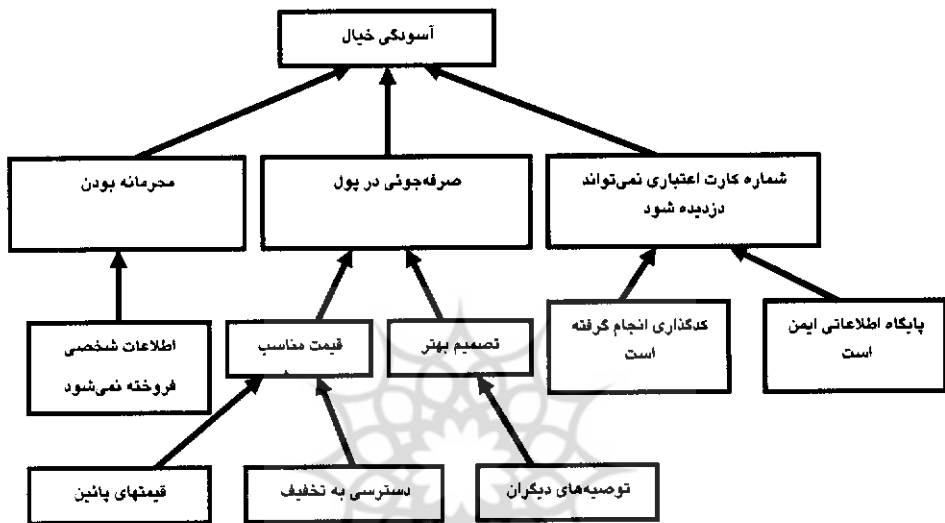 آسودگی خیال
شماره کارت اعتباری نمی‌تواند
دزدیده شود
صرفه‌جوئی در پول
محرمانه بودن
پایگاه اطلاعاتی ایمن
است
کدگذاری انجام گرفته
است
تصمیم بهتر
قیمت مناسب
اطلاعات شخصی
فروخته نمی‌شود
توصیه‌های دیگران
دسترسی به تخفیف
قیمتهای پائین